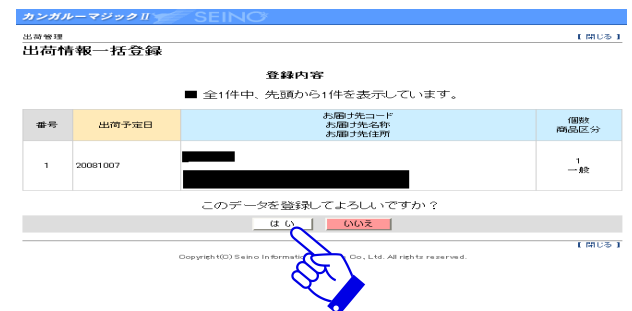 カンガルーマジックⅡ SEINO
出荷管理 【閉じる】
出荷情報一括登録
登録内容
■ 全1件中、先頭から1件を表示しています。
番号 出荷予定日 お届け先コード 個数
お届け先名称 商品区分
お届け先住所
1 20081007 1
一般
このデータを登録してよろしいですか？
はい いいえ
【閉じる】
Copyright(C) Seino Co., Ltd. All rights reserved.